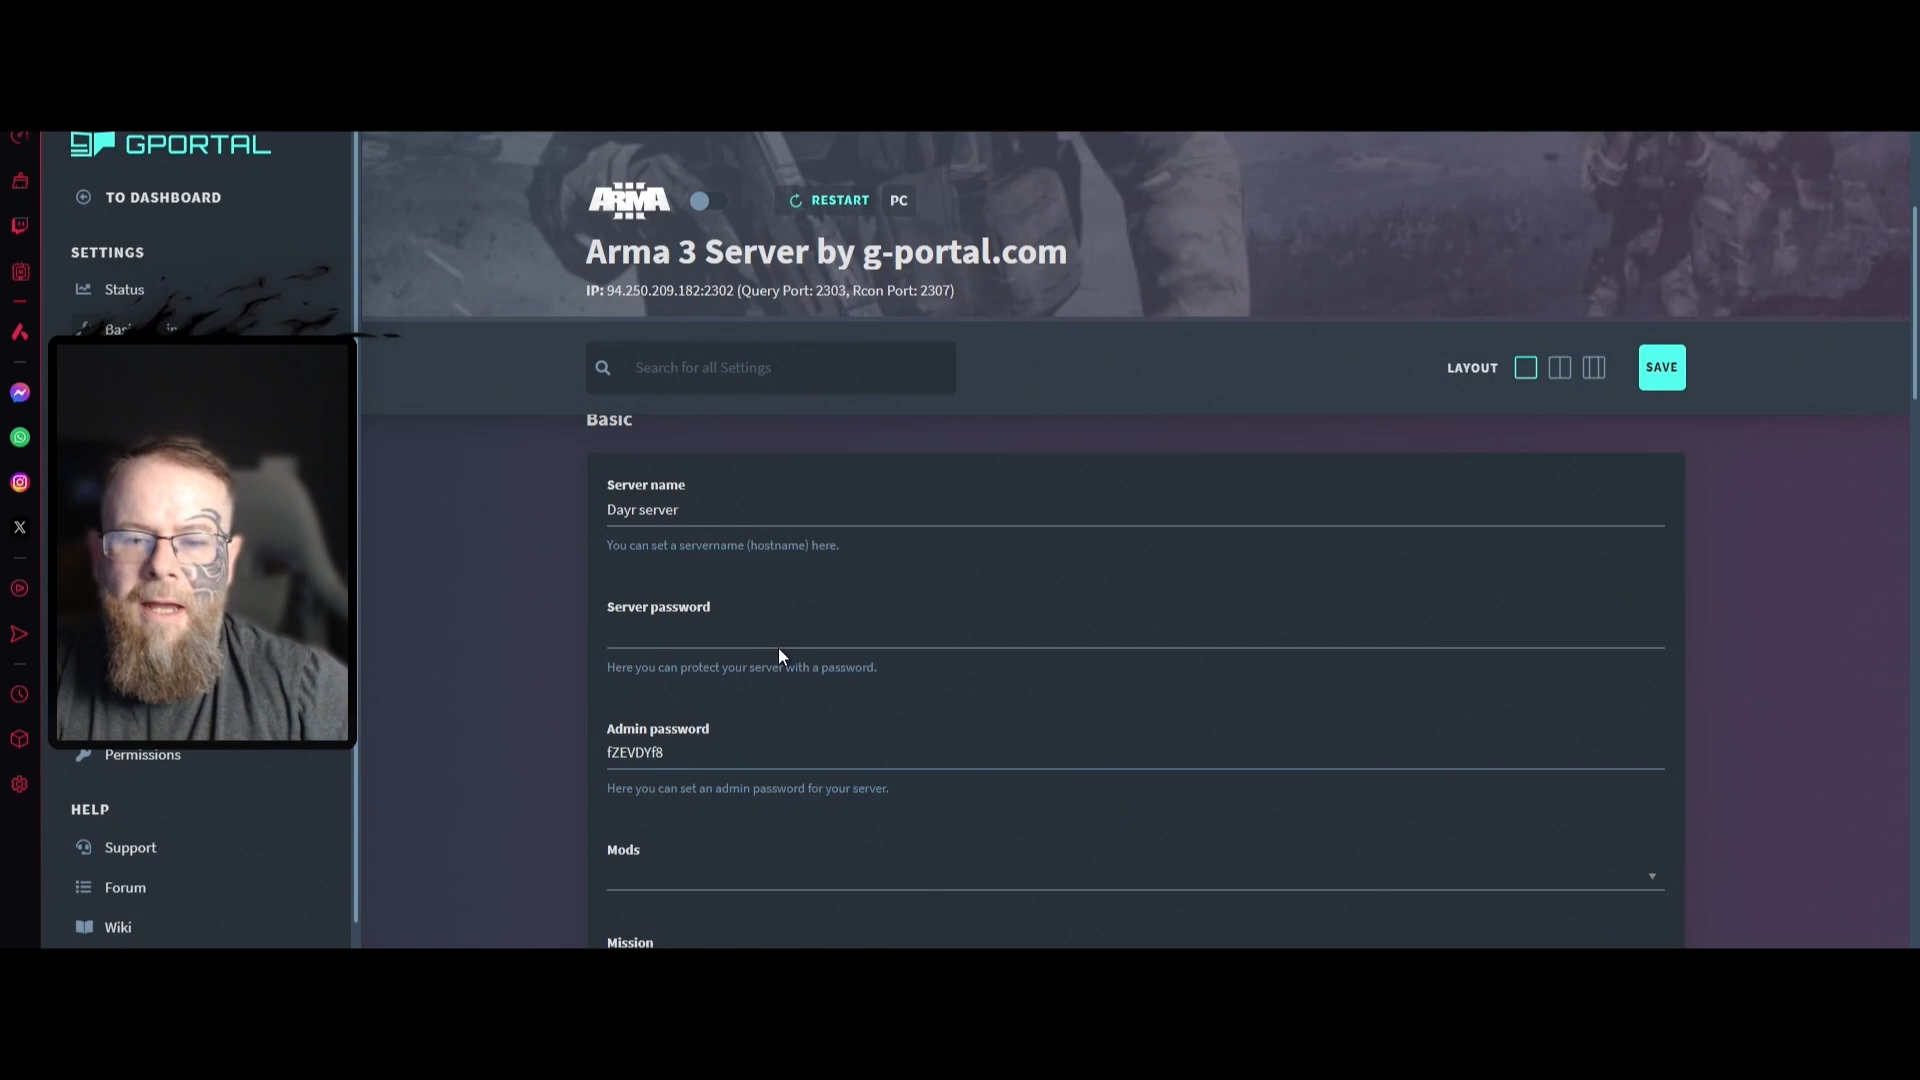 GPORTAL
TO DASHBOARD
SETTINGS
Status
Permissions
HELP
Support
Forum
Wiki
ARMA III
RESTART
PC
Arma 3 Server by g-portal.com
IP: 94.250.209.182:2302 (Query Port: 2303, Rcon Port: 2307)
Search for all Settings
LAYOUT
SAVE
Basic
Server name
Dayr server
You can set a servername (hostname) here.
Server password
Here you can protect your server with a password.
Admin password
fZEVDYf8
Here you can set an admin password for your server.
Mods
Mission